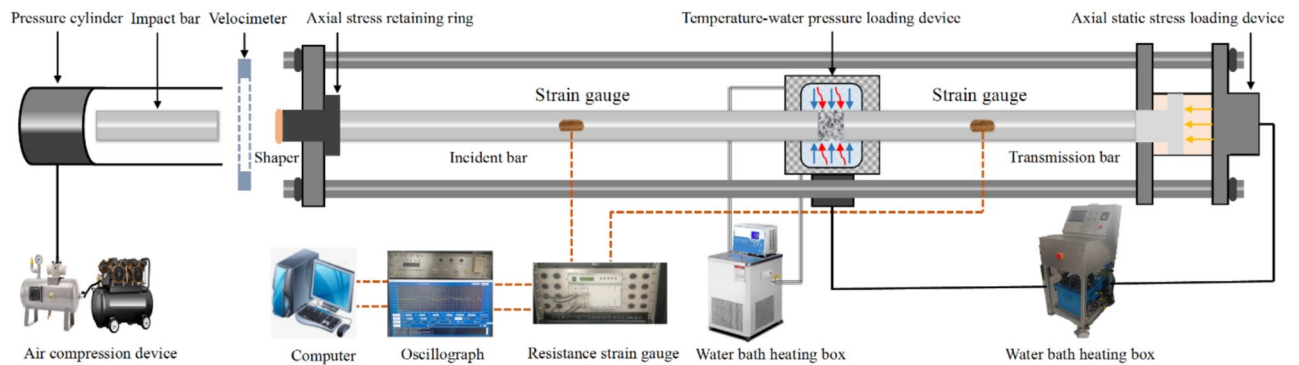 Pressure cylinder
Impact bar
Velocimeter
Axial stress retaining ring
Temperature-water pressure loading device
Axial static stress loading device
Strain gauge
Strain gauge
Shaper
Incident bar
Transmission bar
Air compression device
Computer
Oscillograph
Resistance strain gauge
Water bath heating box
Water bath heating box